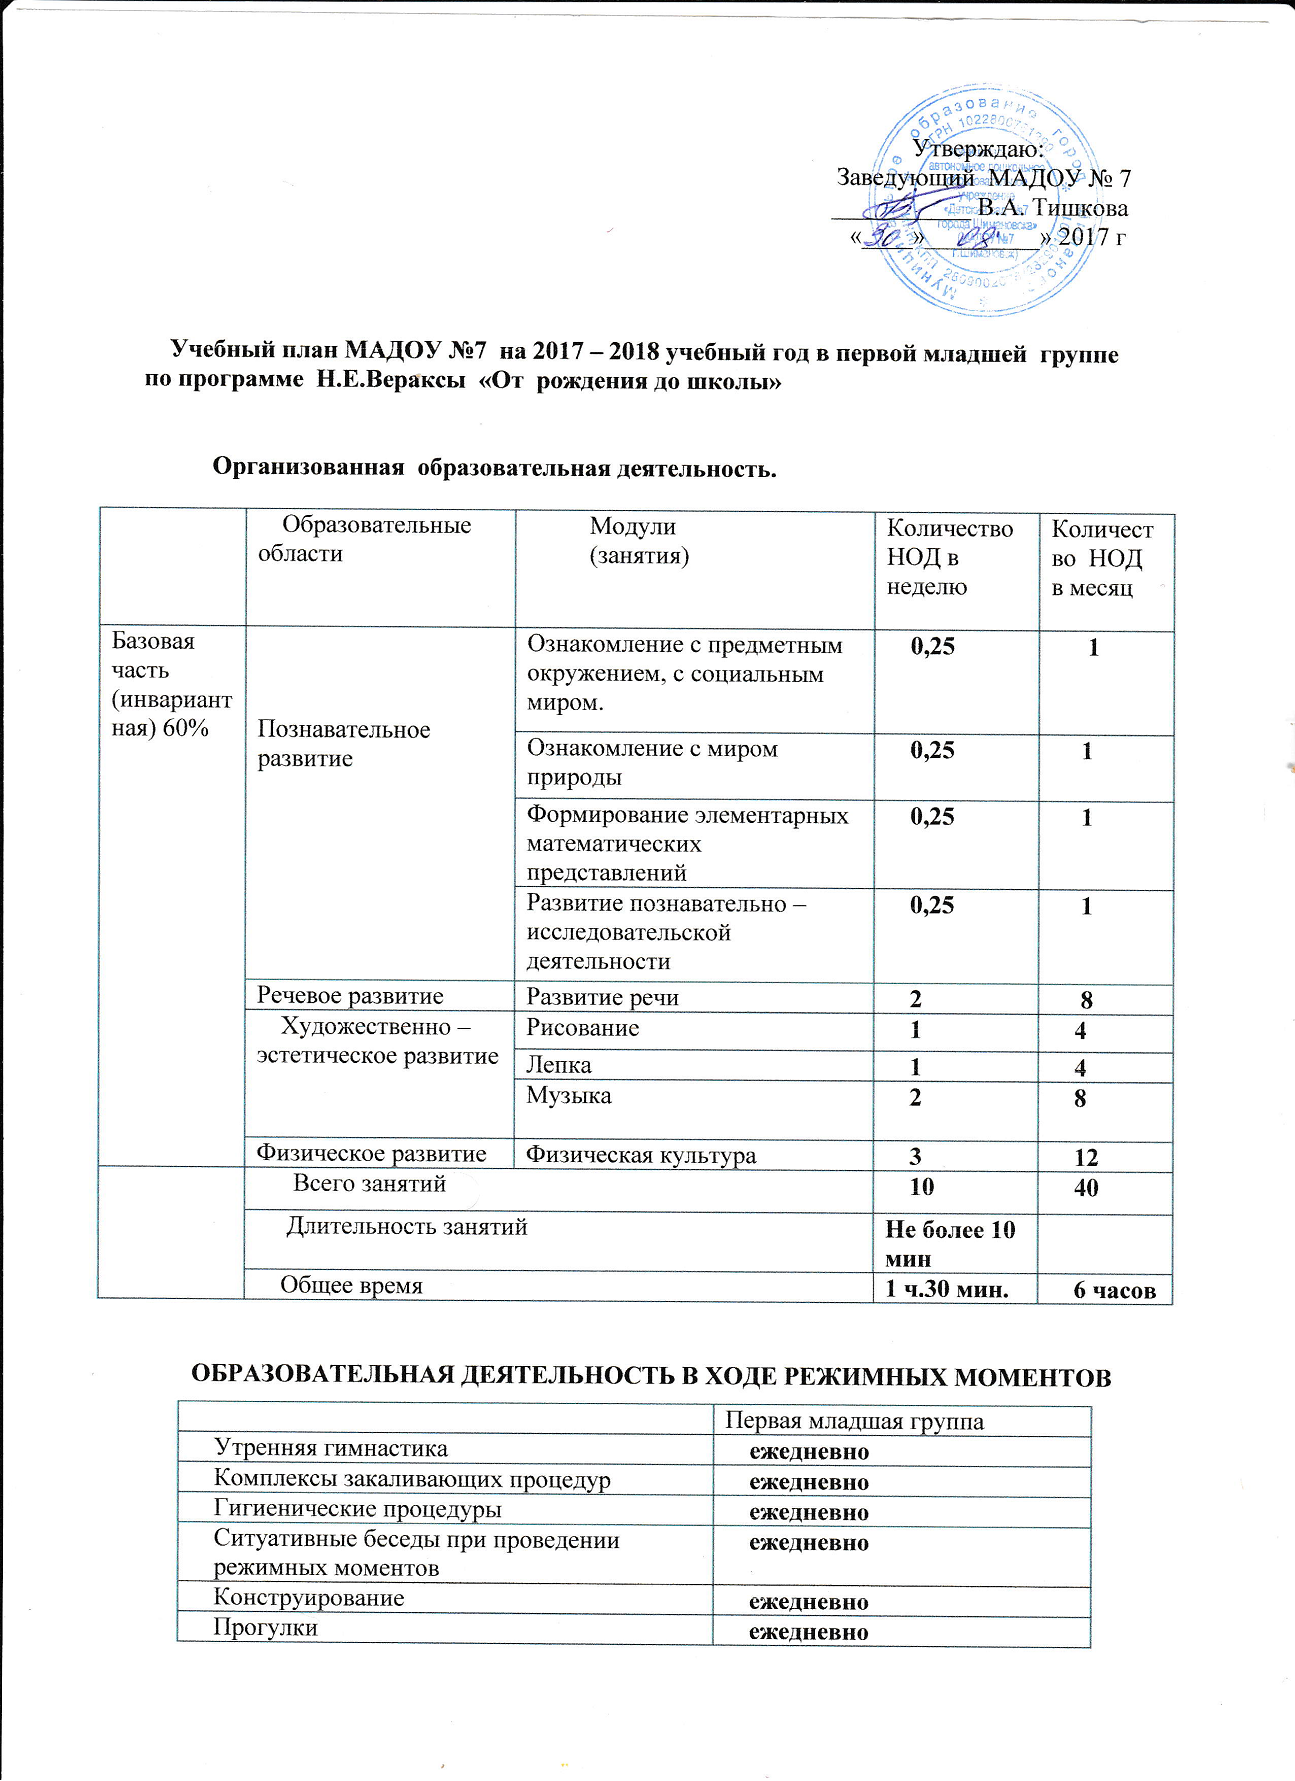 Утверждаю:
Заведующий МАДОУ № 7
В.А. Тишкова
«30» 08 » 2017 г
Учебный план МАДОУ №7 на 2017 – 2018 учебный год в первой младшей группе
по программе Н.Е.Вераксы «От рождения до школы»
Организованная образовательная деятельность.
Образовательные
области
Модули
(занятия)
Количество
НОД в
неделю
Количест
во НОД
в месяц
Базовая
часть
(инвариант
ная) 60%
Познавательное
развитие
Ознакомление с предметным
окружением, с социальным
миром.
0,25
1
Ознакомление с миром
природы
0,25
1
Формирование элементарных
математических
представлений
0,25
1
Развитие познавательно –
исследовательской
деятельности
0,25
1
Речевое развитие
Развитие речи
2
8
Художественно –
эстетическое развитие
Рисование
1
4
Лепка
1
4
Музыка
2
8
Физическое развитие
Физическая культура
3
12
Всего занятий
10
40
Длительность занятий
Не более 10
мин
Общее время
1 ч.30 мин.
6 часов
ОБРАЗОВАТЕЛЬНАЯ ДЕЯТЕЛЬНОСТЬ В ХОДЕ РЕЖИМНЫХ МОМЕНТОВ
Первая младшая группа
Утренняя гимнастика
ежедневно
Комплексы закаливающих процедур
ежедневно
Гигиенические процедуры
ежедневно
Ситуативные беседы при проведении
режимных моментов
ежедневно
Конструирование
ежедневно
Прогулки
ежедневно